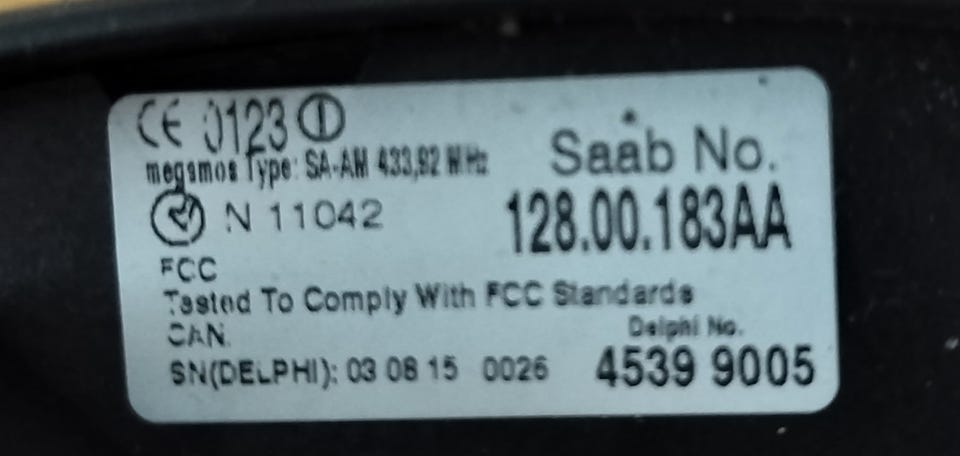 CE 0123
megamos Type: SA-AM 433,92 MHz
Saab No.
N 11042
128.00.183AA
FCC
Tested To Comply With FCC Standards
CAN.
Delphi No.
SN(DELPHI): 03 08 15 0026
4539 9005